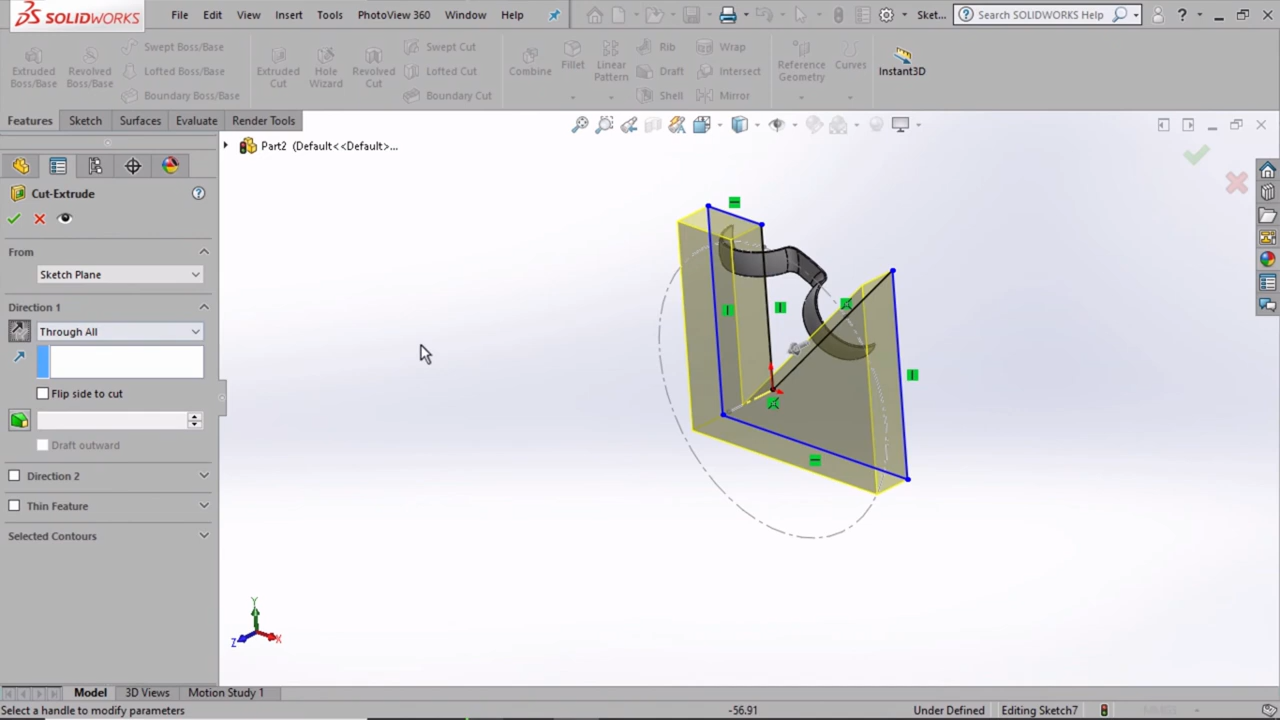 SOLIDWORKS File Edit View Insert Tools PhotoView 360 Window Help Sket... Search SOLIDWORKS Help ?
Extruded Boss/Base Revolved Boss/Base Swept Boss/Base Lofted Boss/Base Boundary Boss/Base Extruded Cut Hole Wizard Revolved Cut Swept Cut Lofted Cut Boundary Cut Combine Fillet Linear Pattern Rib Draft Shell Wrap Intersect Mirror Reference Geometry Curves Instant3D
Features Sketch Surfaces Evaluate Render Tools
Part2 (Default<<Default>...
Cut-Extrude
From
Sketch Plane
Direction 1
Through All
Flip side to cut
Draft outward
Direction 2
Thin Feature
Selected Contours
Y
Z X
Model 3D Views Motion Study 1
Select a handle to modify parameters -56.91 Under Defined Editing Sketch7